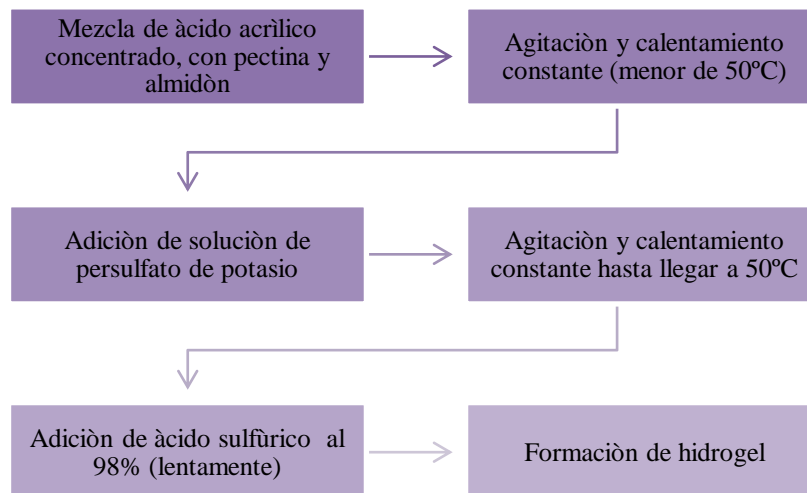 Mezcla de àcido acrìlico
concentrado, con pectina y
almidòn
Agitaciòn y calentamiento
constante (menor de 50ºC)
Adiciòn de soluciòn de
persulfato de potasio
Agitaciòn y calentamiento
constante hasta llegar a 50ºC
Adiciòn de àcido sulfùrico al
98% (lentamente)
Formaciòn de hidrogel